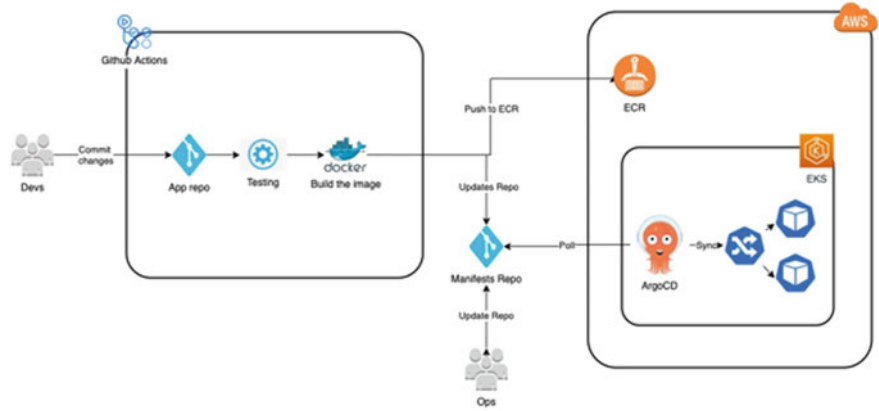 AWS
Github Actions
ECR
Push to ECR
Commit
changes
docker
Devs
App repo
Testing
Build the image
EKS
Updates Repo
Poll
Sync
Manifests Repo
ArgoCD
Update Repo
Ops